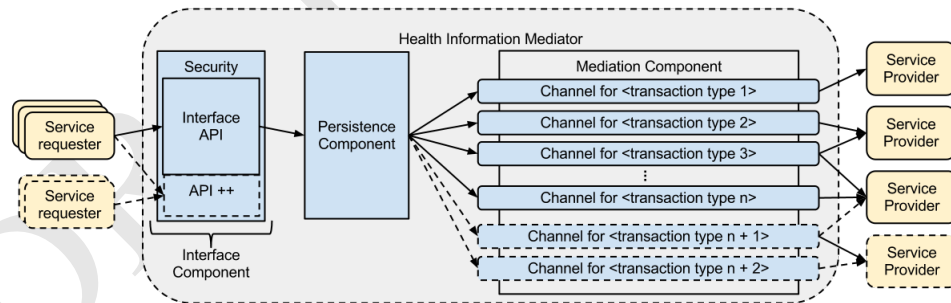 Health Information Mediator
Security
Interface
API
API ++
Interface
Component
Service
requester
Service
requester
Persistence
Component
Mediation Component
Channel for <transaction type 1>
Channel for <transaction type 2>
Channel for <transaction type 3>
...
Channel for <transaction type n>
Channel for <transaction type n + 1>
Channel for <transaction type n + 2>
Service
Provider
Service
Provider
Service
Provider
Service
Provider